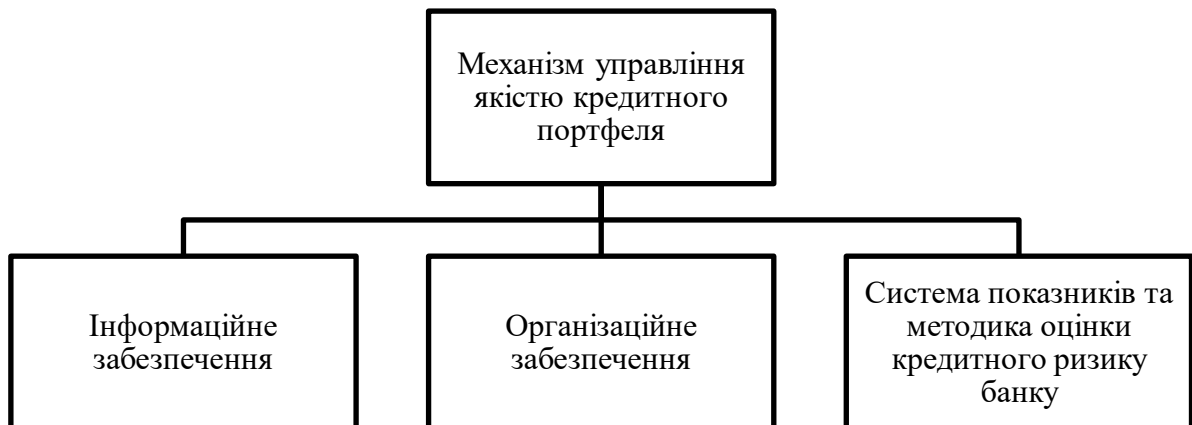 Механізм управління
якістю кредитного
портфеля
Інформаційне
забезпечення
Організаційне
забезпечення
Система показників та
методика оцінки
кредитного ризику
банку